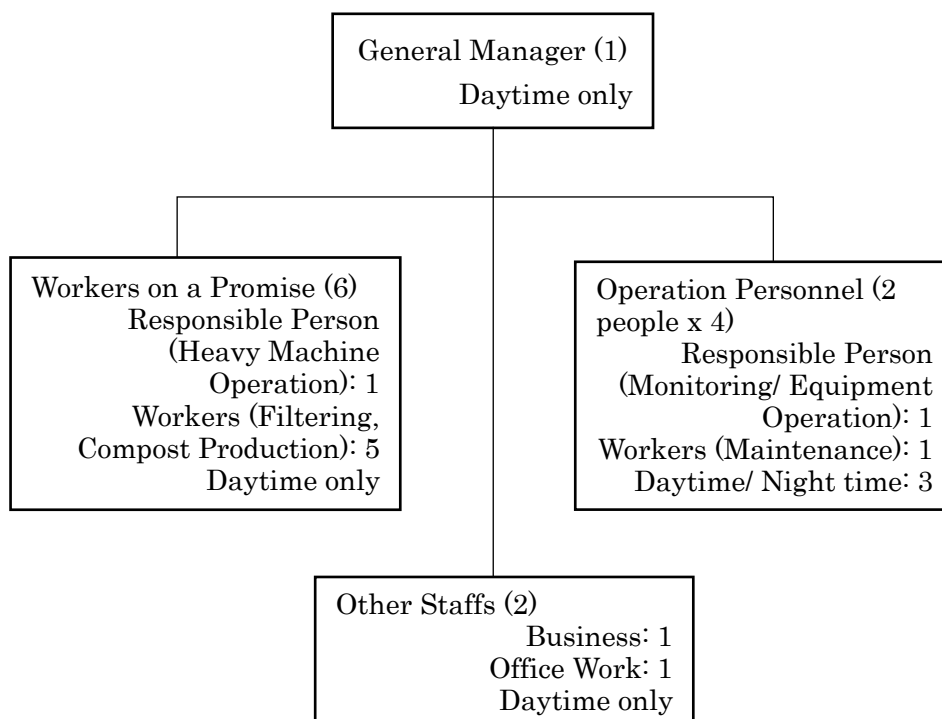 General Manager (1)
Daytime only
Workers on a Promise (6)
Responsible Person
(Heavy Machine
Operation): 1
Workers (Filtering,
Compost Production): 5
Daytime only
Operation Personnel (2
people x 4)
Responsible Person
(Monitoring/ Equipment
Operation): 1
Workers (Maintenance): 1
Daytime/ Night time: 3
Other Staffs (2)
Business: 1
Office Work: 1
Daytime only